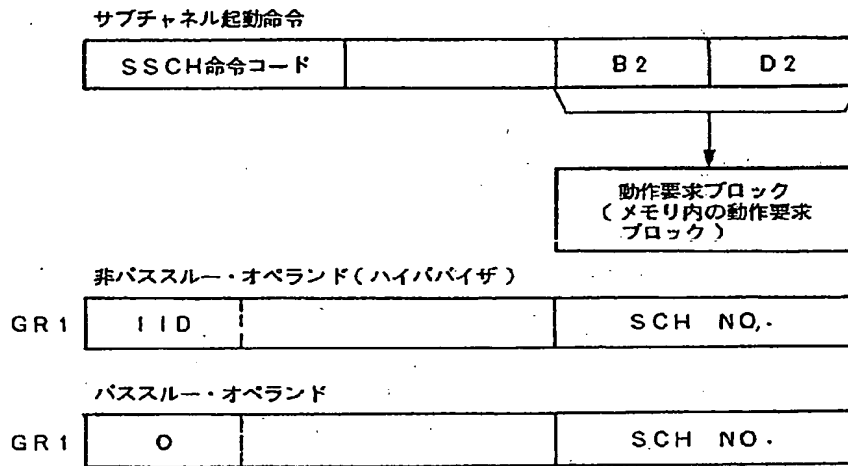 サブチャネル起動命令
SSCH命令コード B2 D2
動作要求ブロック
(メモリ内の動作要求
ブロック)
非パススルー・オペランド(ハイパバイザ)
GR1 IID SCH NO.
パススルー・オペランド
GR1 0 SCH NO.